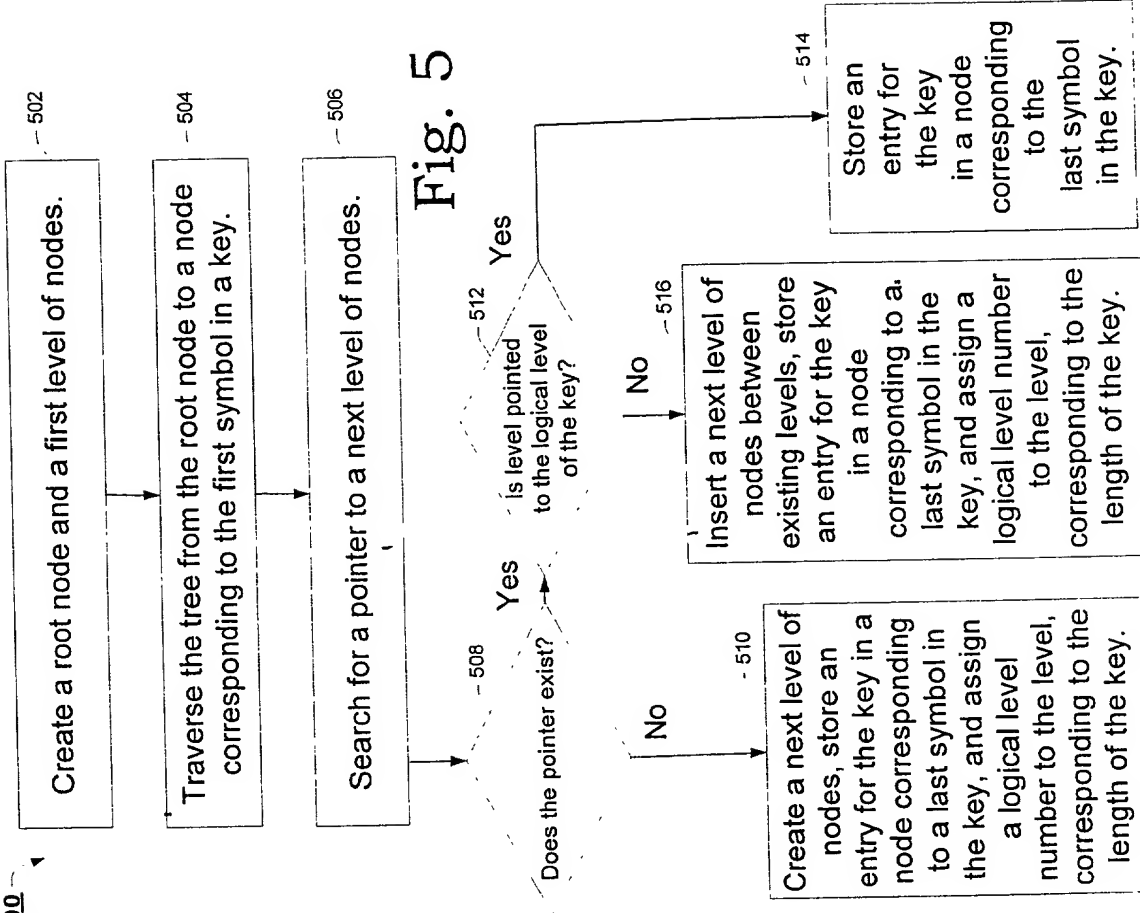 502
Create a root node and a first level of nodes.
504
Traverse the tree from the root node to a node
corresponding to the first symbol in a key.
506
Search for a pointer to a next level of nodes.
Fig. 5
508
Does the pointer exist?
Yes
No
512
Is level pointed
to the logical level
of the key?
Yes
No
510
Create a next level of
nodes, store an
entry for the key in a
node corresponding
to a last symbol in
the key, and assign
a logical level
number to the level,
corresponding to the
length of the key.
516
Insert a next level of
nodes between
existing levels, store
an entry for the key
in a node
corresponding to a.
last symbol in the
key, and assign a
logical level number
to the level,
corresponding to the
length of the key.
514
Store an
entry for
the key
in a node
corresponding
to the
last symbol
in the key.